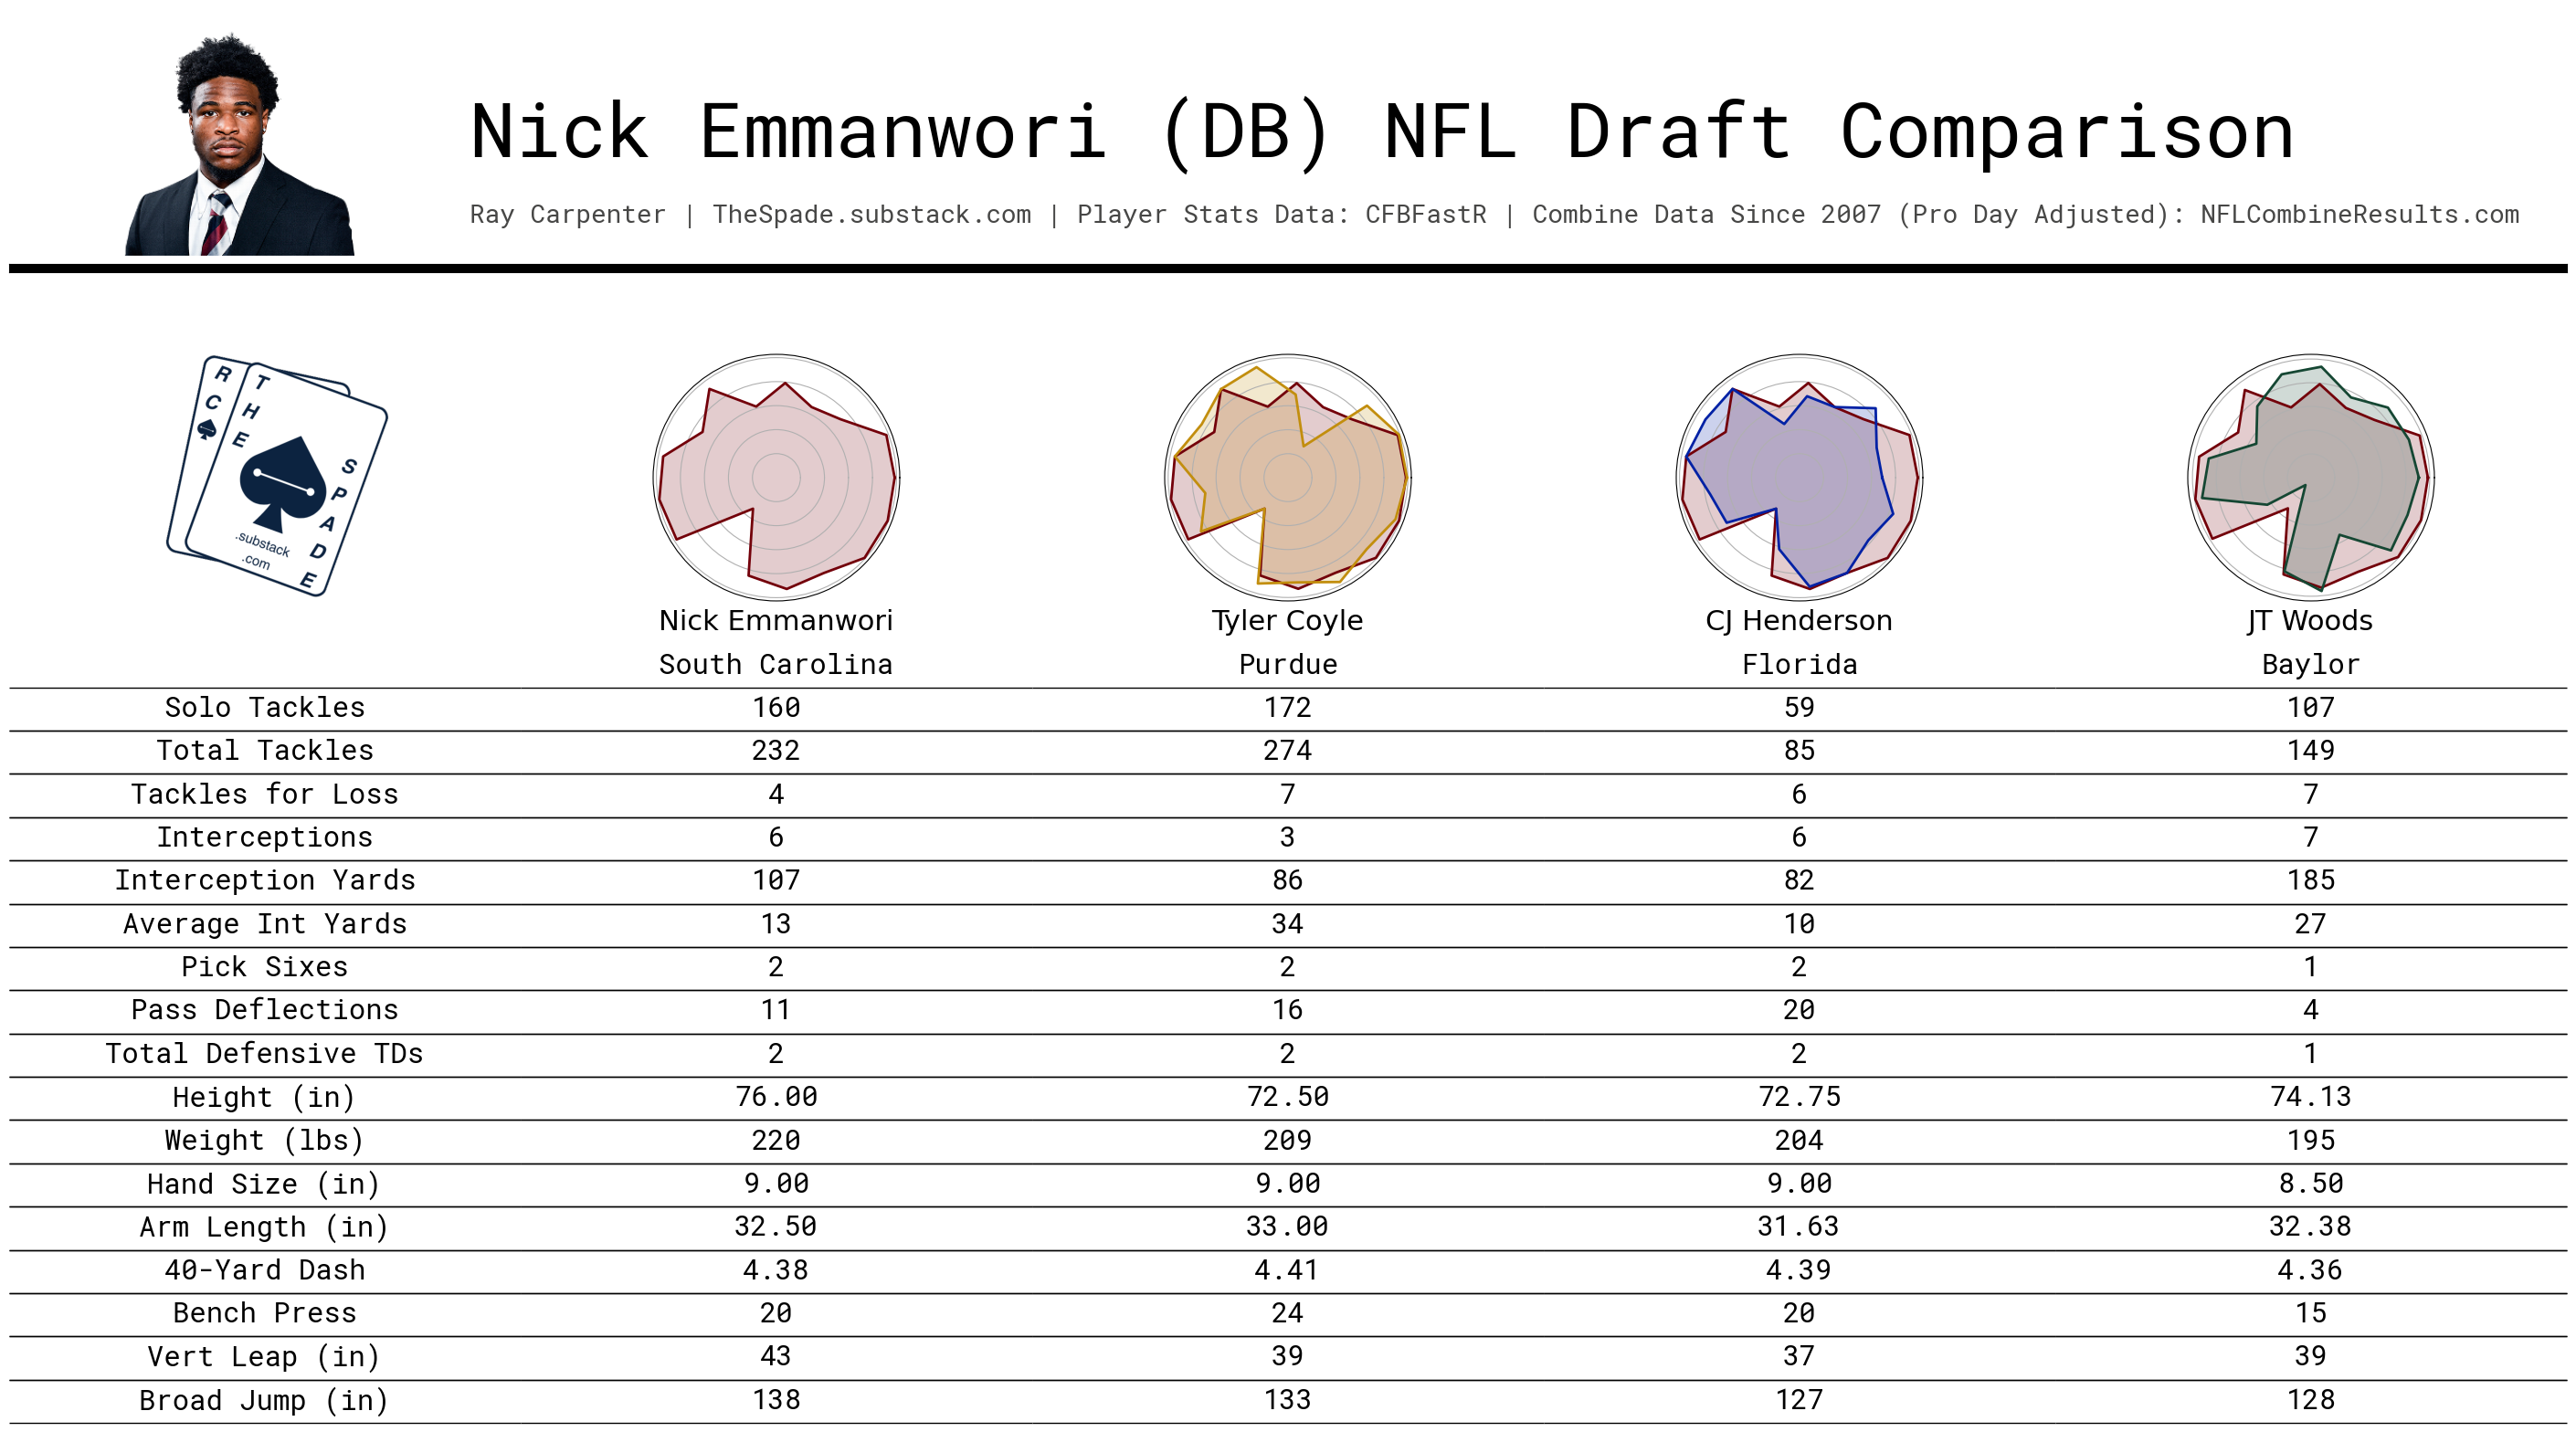 Nick Emmanwori (DB) NFL Draft Comparison
Ray Carpenter | TheSpade.substack.com | Player Stats Data: CFBFastR | Combine Data Since 2007 (Pro Day Adjusted): NFLCombineResults.com
RC
THE
SPADE
.substack
.com
Nick Emmanwori Tyler Coyle CJ Henderson JT Woods
South Carolina Purdue Florida Baylor
Solo Tackles 160 172 59 107
Total Tackles 232 274 85 149
Tackles for Loss 4 7 6 7
Interceptions 6 3 6 7
Interception Yards 107 86 82 185
Average Int Yards 13 34 10 27
Pick Sixes 2 2 2 1
Pass Deflections 11 16 20 4
Total Defensive TDs 2 2 2 1
Height (in) 76.00 72.50 72.75 74.13
Weight (lbs) 220 209 204 195
Hand Size (in) 9.00 9.00 9.00 8.50
Arm Length (in) 32.50 33.00 31.63 32.38
40-Yard Dash 4.38 4.41 4.39 4.36
Bench Press 20 24 20 15
Vert Leap (in) 43 39 37 39
Broad Jump (in) 138 133 127 128